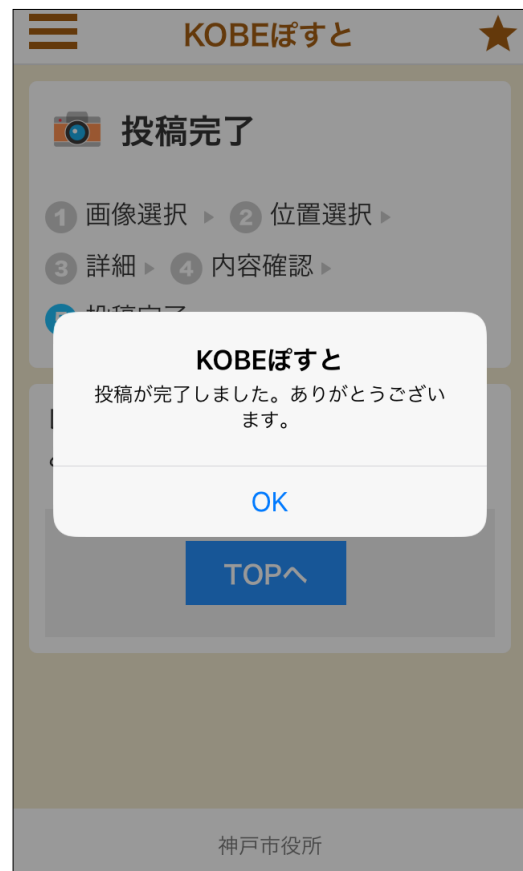 KOBEぽすと
投稿完了
1 画像選択 ▶ 2 位置選択 ▶
3 詳細 ▶ 4 内容確認 ▶
KOBEぽすと
投稿が完了しました。ありがとうござい
ます。
OK
TOPへ
神戸市役所